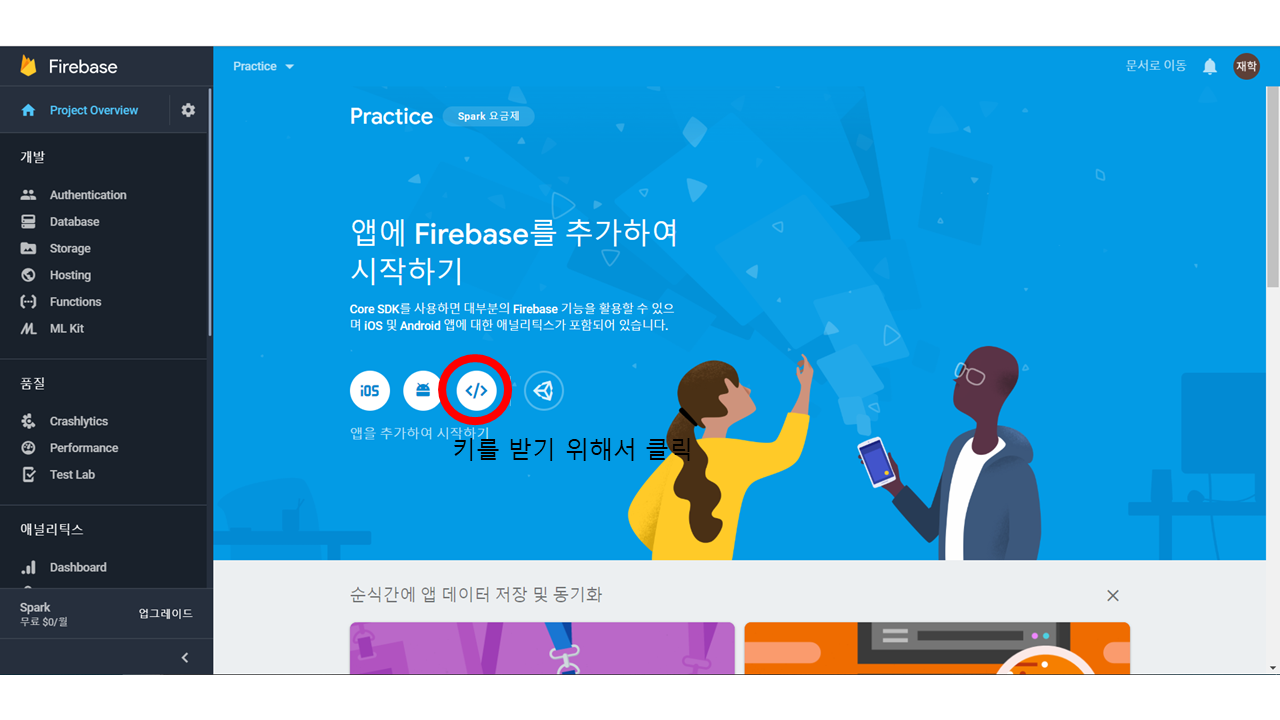 Firebase
Practice
문서로 이동
재학
Project Overview
Practice
Spark 요금제
개발
Authentication
Database
Storage
Hosting
Functions
ML Kit
앱에 Firebase를 추가하여
시작하기
Core SDK를 사용하면 대부분의 Firebase 기능을 활용할 수 있으
며 iOS 및 Android 앱에 대한 애널리틱스가 포함되어 있습니다.
iOS
앱을 추가하여 시작하기
키를 받기 위해서 클릭
품질
Crashlytics
Performance
Test Lab
애널리틱스
Dashboard
Spark
무료 $0/월
업그레이드
순식간에 앱 데이터 저장 및 동기화